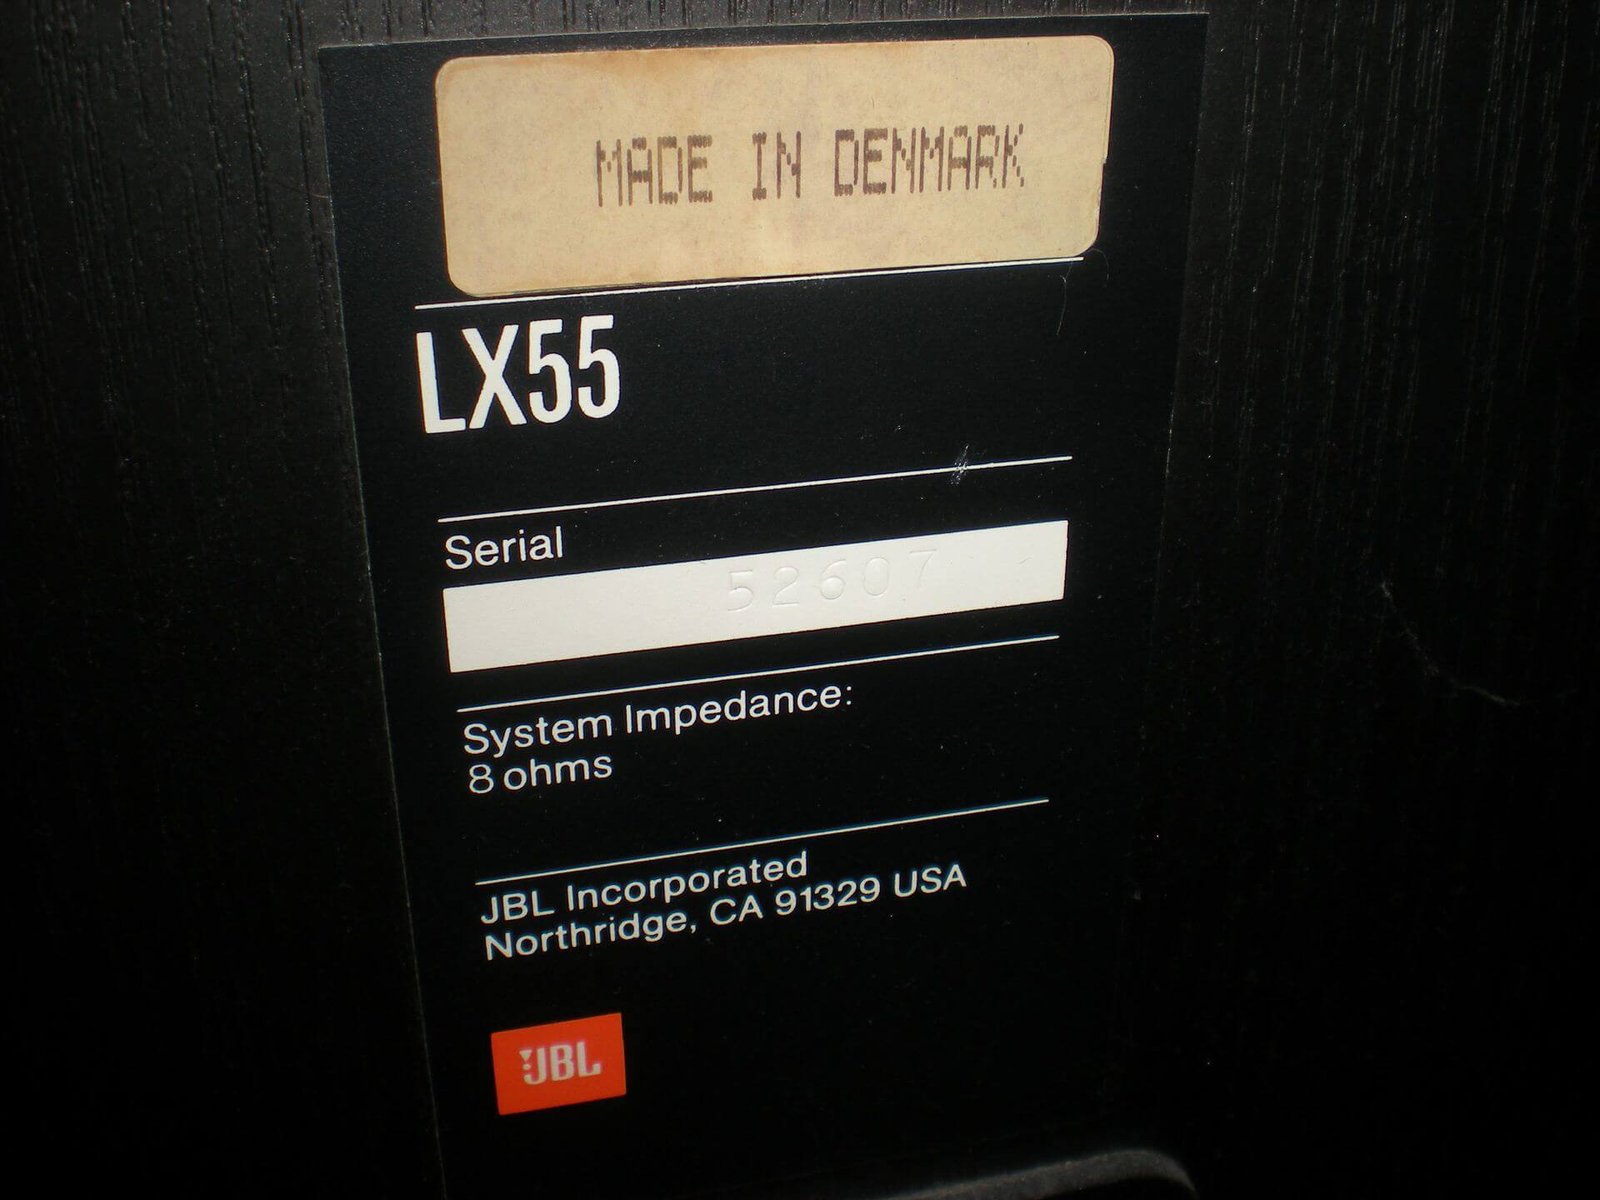 MADE IN DENMARK
LX55
Serial
52607
System Impedance:
8 ohms
JBL Incorporated
Northridge, CA 91329 USA
JBL